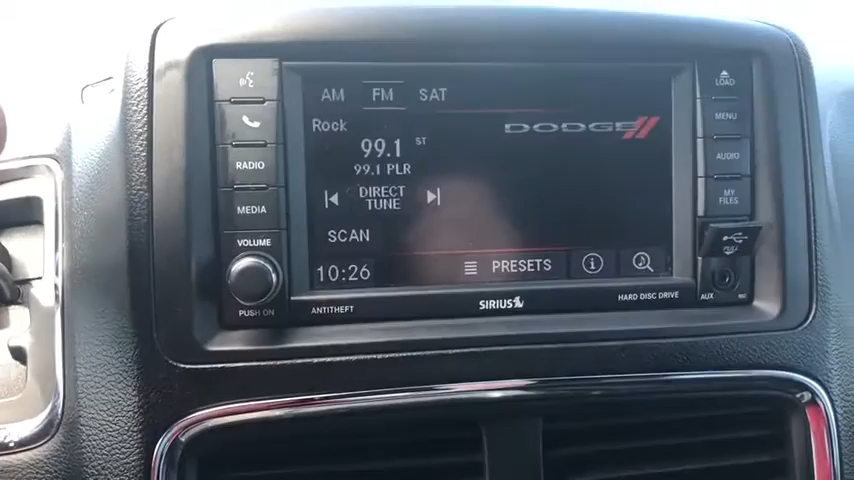 AM FM SAT
Rock
99.1 ST
99.1 PLR
DIRECT
TUNE
SCAN
10:26
PRESETS
DODGE
RADIO
MEDIA
VOLUME
PUSH ON
ANTITHEFT
SIRIUS
HARD DISC DRIVE
LOAD
MENU
AUDIO
MY
FILES
PULL
AUX